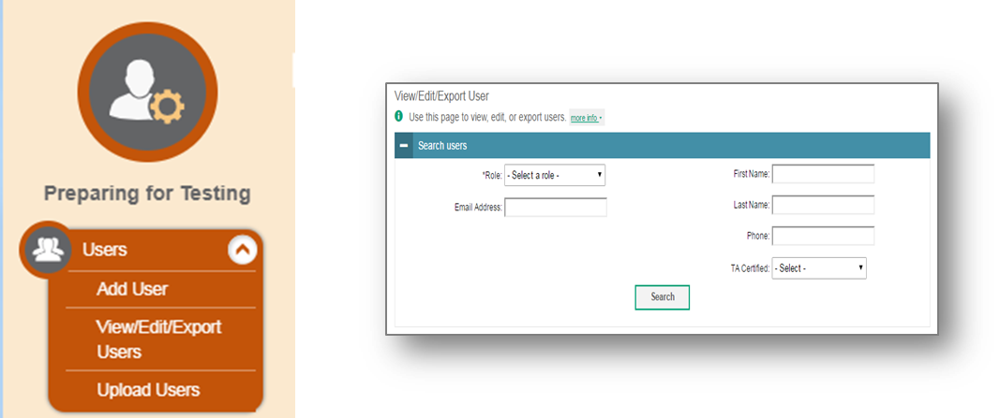 Preparing for Testing
Users
Add User
View/Edit/Export
Users
Upload Users
View/Edit/Export User
Use this page to view, edit, or export users. more info
Search users
*Role: - Select a role -
Email Address:
First Name:
Last Name:
Phone:
TA Certified: - Select -
Search